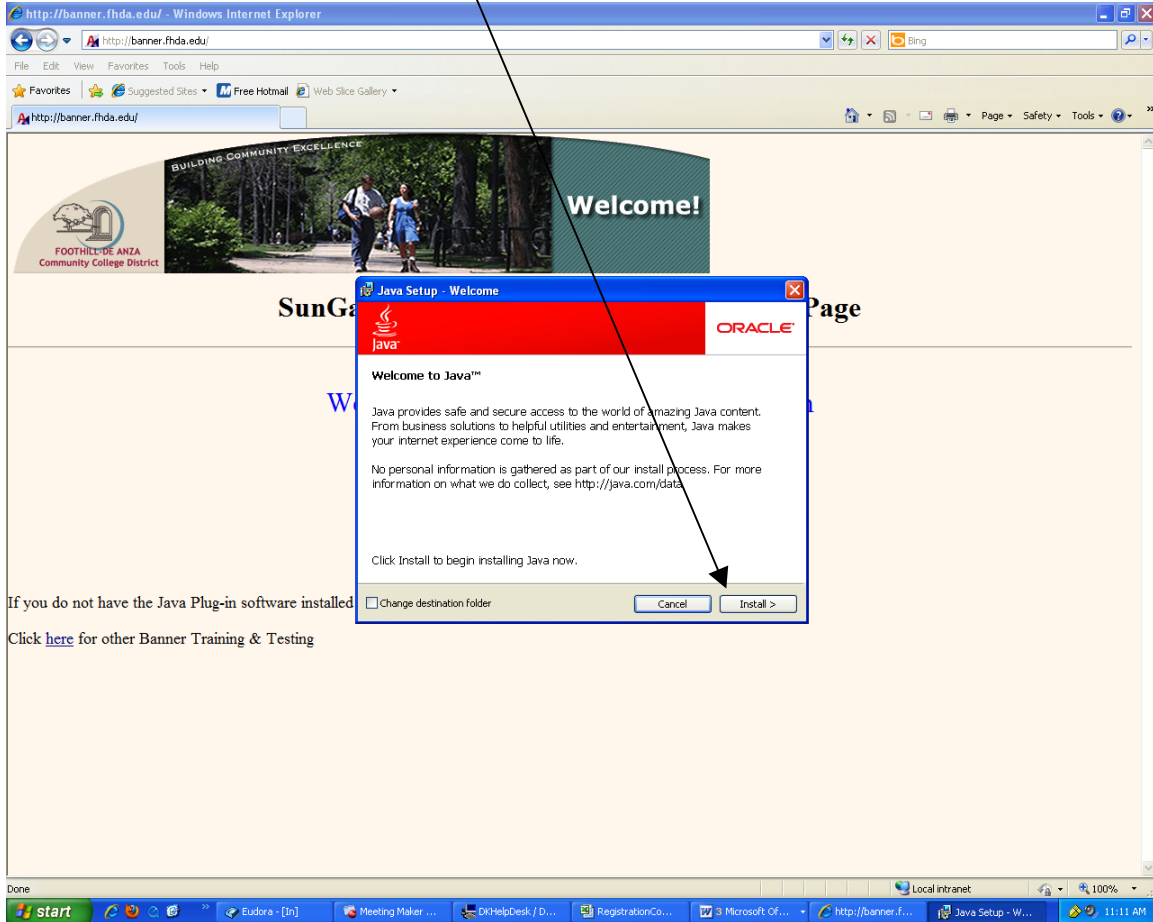 http://banner.fhda.edu/ - Windows Internet Explorer
http://banner.fhda.edu/
Bing
File Edit View Favorites Tools Help
Favorites Suggested Sites Free Hotmail Web Slice Gallery
http://banner.fhda.edu/
Page Safety Tools
BUILDING COMMUNITY EXCELLENCE
Welcome!
FOOTHILL-DE ANZA
Community College District
SunGa
Page
We
n
Java Setup - Welcome
Java
ORACLE
Welcome to Java™
Java provides safe and secure access to the world of amazing Java content.
From business solutions to helpful utilities and entertainment, Java makes
your internet experience come to life.
No personal information is gathered as part of our install process. For more
information on what we do collect, see http://java.com/data
Click Install to begin installing Java now.
Change destination folder
Cancel
Install >
If you do not have the Java Plug-in software installed
Click here for other Banner Training & Testing
Done
Local intranet
100%
start
Eudora - [In]
Meeting Maker ...
DKHelpDesk / D...
RegistrationCo...
3 Microsoft Of...
http://banner.f...
Java Setup - W...
11:11 AM